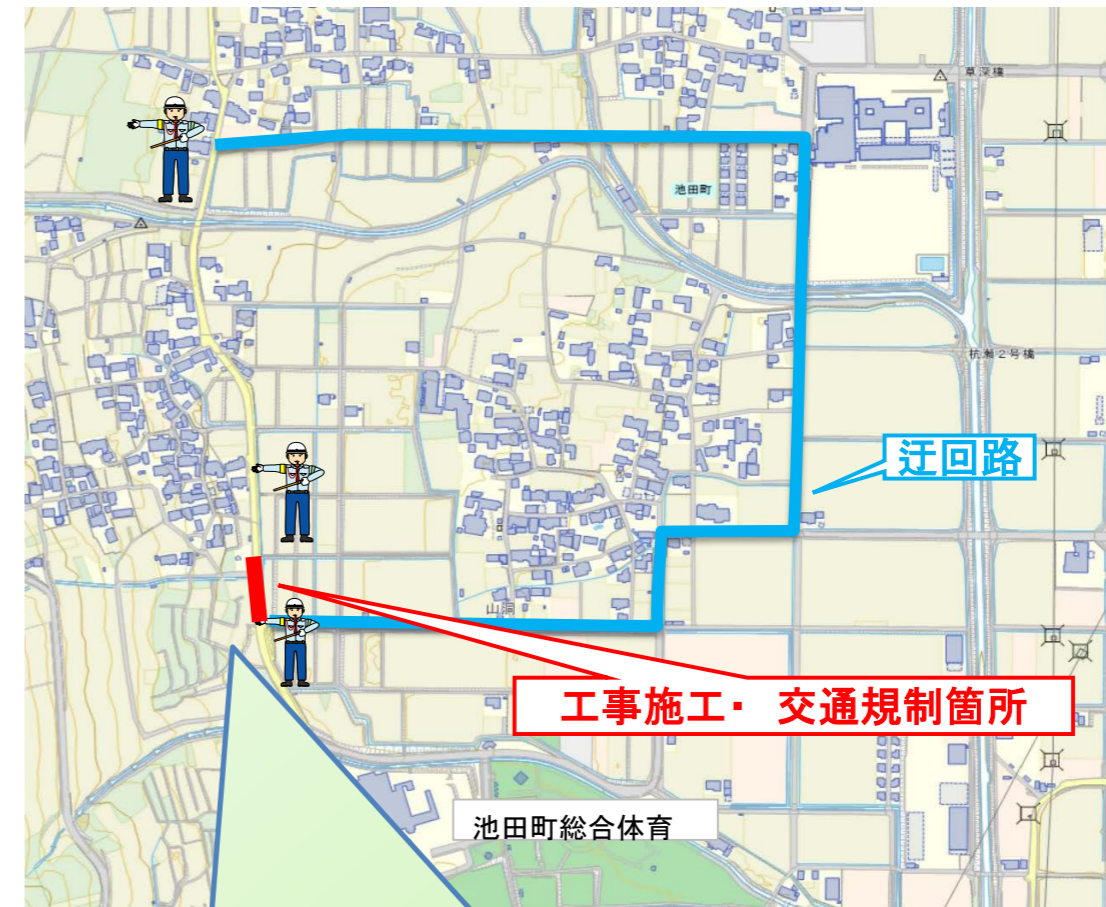 草深橋
池田町
杭瀬2号橋
迂回路
山洞
工事施工・ 交通規制箇所
池田町総合体育